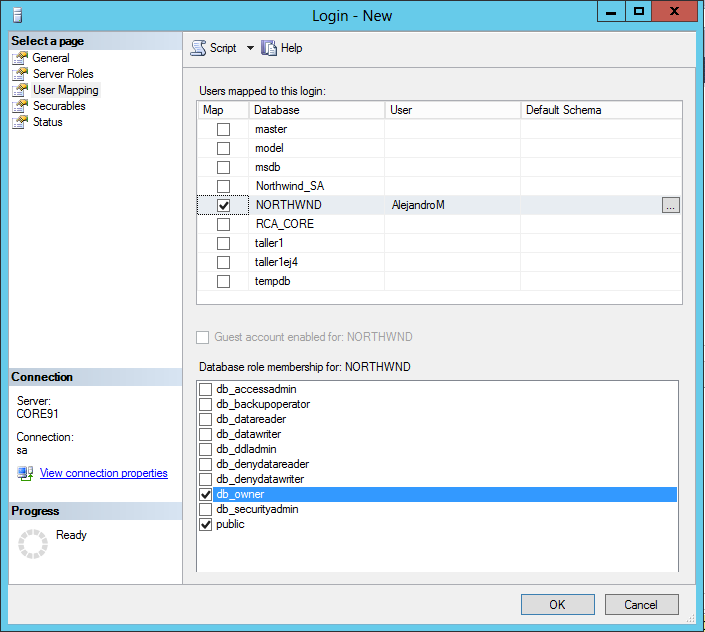 Login - New
Select a page
General
Server Roles
User Mapping
Securables
Status
Script Help
Users mapped to this login:
Map Database User Default Schema
master
model
msdb
Northwind_SA
NORTHWND AlejandroM ...
RCA_CORE
taller1
taller1ej4
tempdb
Guest account enabled for: NORTHWND
Database role membership for: NORTHWND
db_accessadmin
db_backupoperator
db_datareader
db_datawriter
db_ddladmin
db_denydatareader
db_denydatawriter
db_owner
db_securityadmin
public
Connection
Server:
CORE91
Connection:
sa
View connection properties
Progress
Ready
OK Cancel